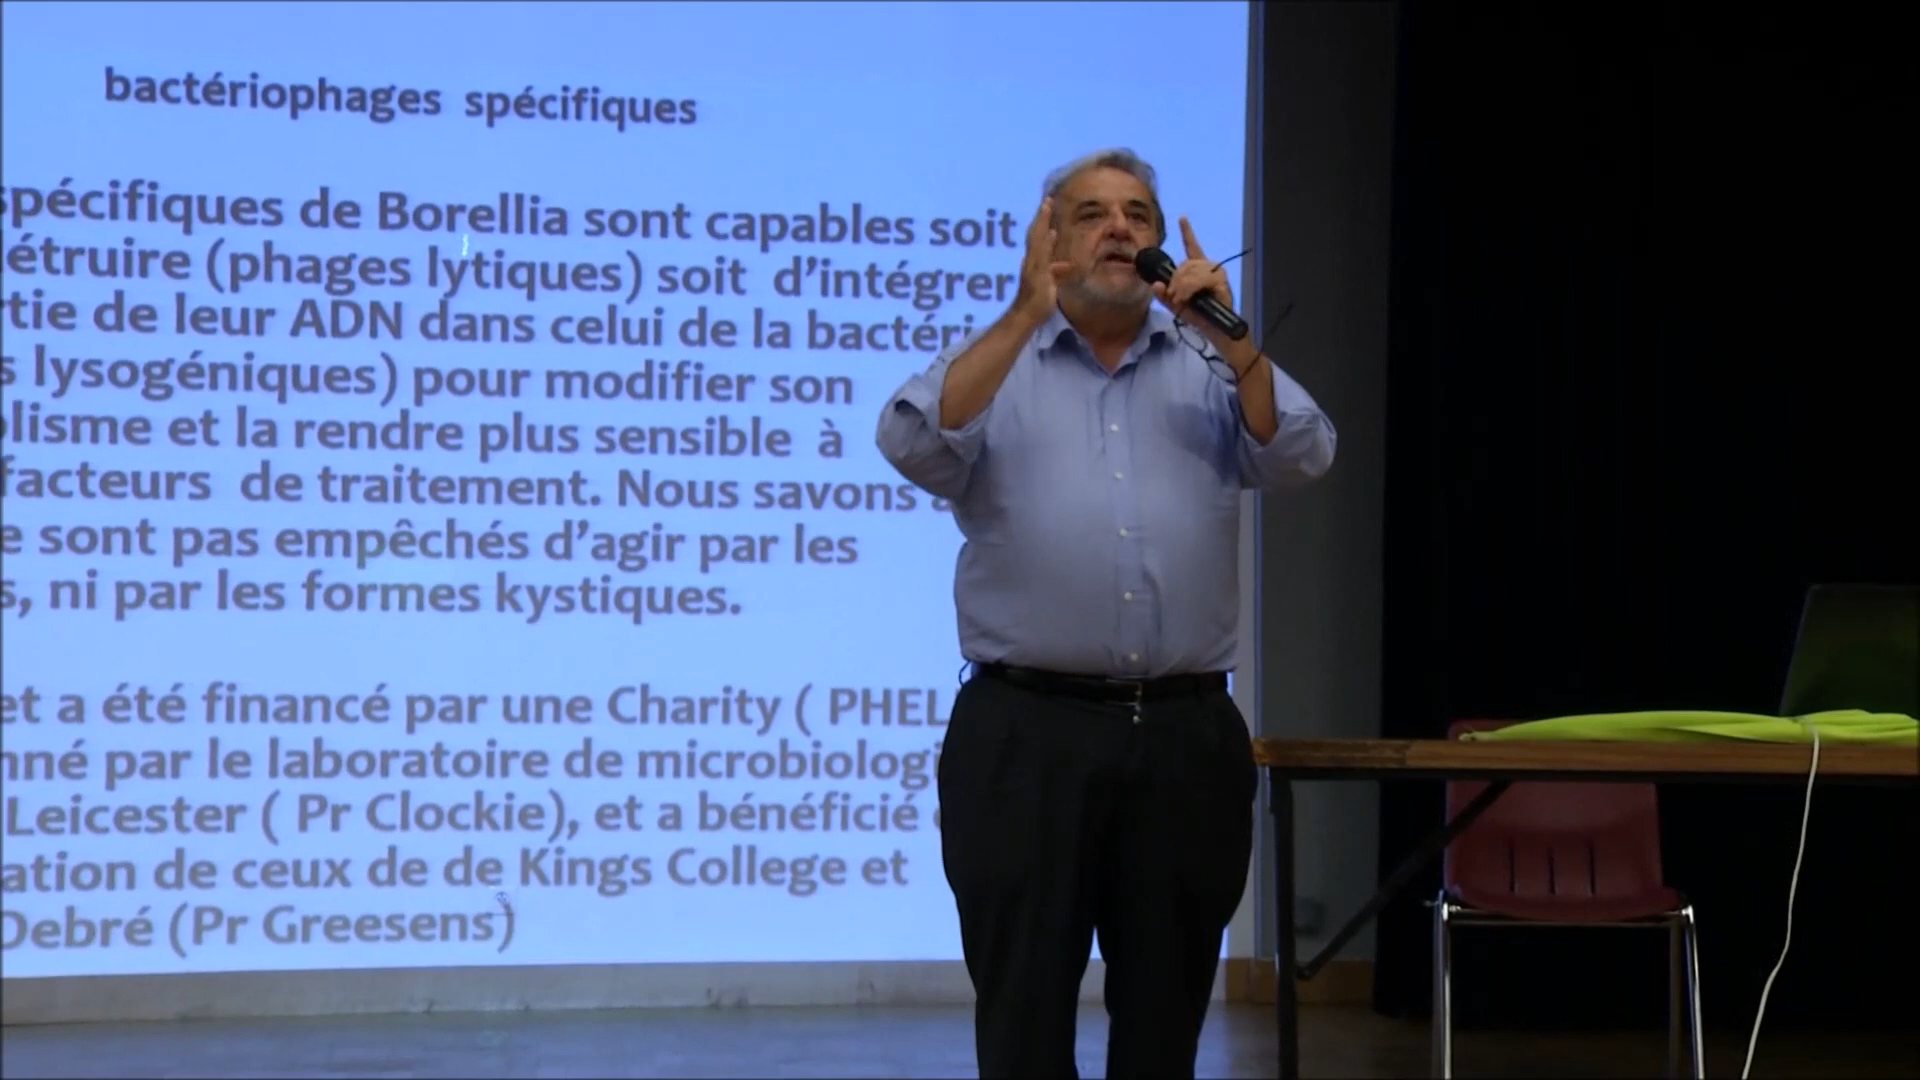 bactériophages spécifiques
spécifiques de Borellia sont capables soit
étruire (phages lytiques) soit d’intégrer
tie de leur ADN dans celui de la bactéri
s lysogéniques) pour modifier son
lisme et la rendre plus sensible à
facteurs de traitement. Nous savons
e sont pas empêchés d’agir par les
s, ni par les formes kystiques.
et a été financé par une Charity ( PHEL
nné par le laboratoire de microbiologi
Leicester ( Pr Clockie), et a bénéficié
ation de ceux de de Kings College et
Debré (Pr Greesens)